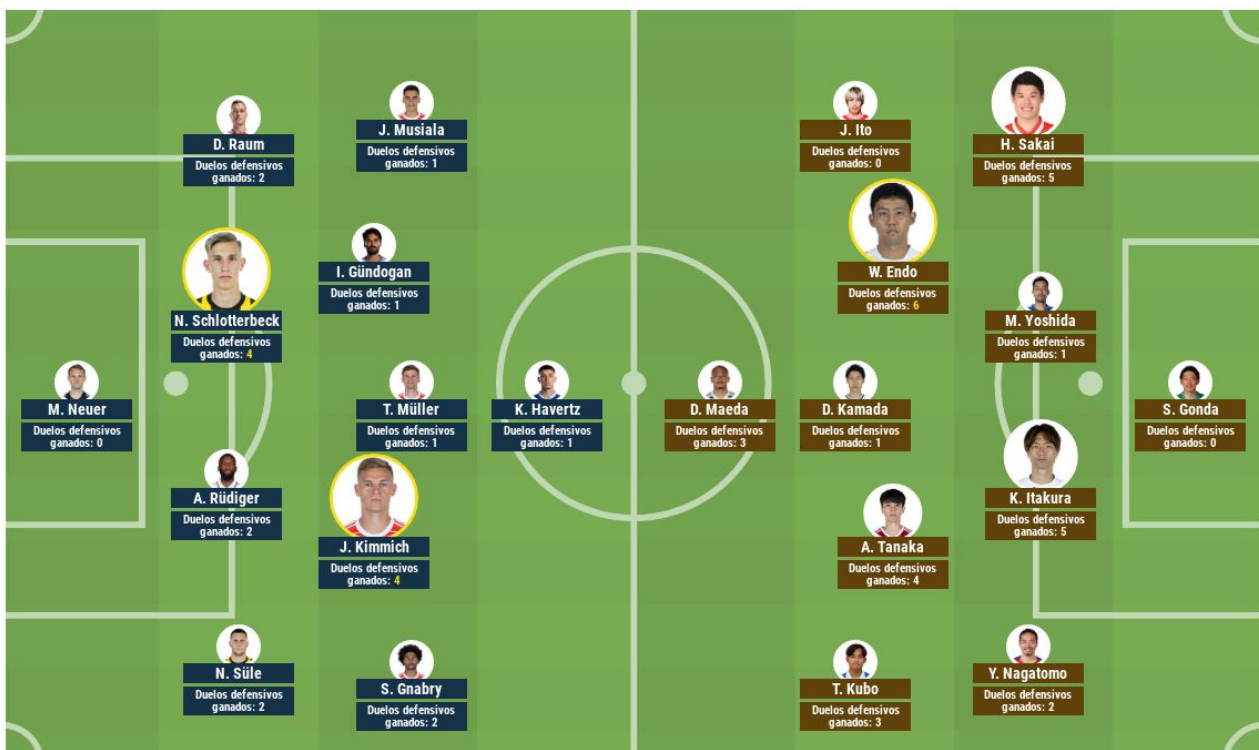 D. Raum
Duelos defensivos
ganados: 2
J. Musiala
Duelos defensivos
ganados: 1
J. Ito
Duelos defensivos
ganados: 0
H. Sakai
Duelos defensivos
ganados: 5
N. Schlotterbeck
Duelos defensivos
ganados: 4
I. Gündogan
Duelos defensivos
ganados: 1
W. Endo
Duelos defensivos
ganados: 6
M. Yoshida
Duelos defensivos
ganados: 1
M. Neuer
Duelos defensivos
ganados: 0
T. Müller
Duelos defensivos
ganados: 1
K. Havertz
Duelos defensivos
ganados: 1
D. Maeda
Duelos defensivos
ganados: 3
D. Kamada
Duelos defensivos
ganados: 1
S. Gonda
Duelos defensivos
ganados: 0
A. Rüdiger
Duelos defensivos
ganados: 2
J. Kimmich
Duelos defensivos
ganados: 4
A. Tanaka
Duelos defensivos
ganados: 4
K. Itakura
Duelos defensivos
ganados: 5
N. Süle
Duelos defensivos
ganados: 2
S. Gnabry
Duelos defensivos
ganados: 2
T. Kubo
Duelos defensivos
ganados: 3
Y. Nagatomo
Duelos defensivos
ganados: 2